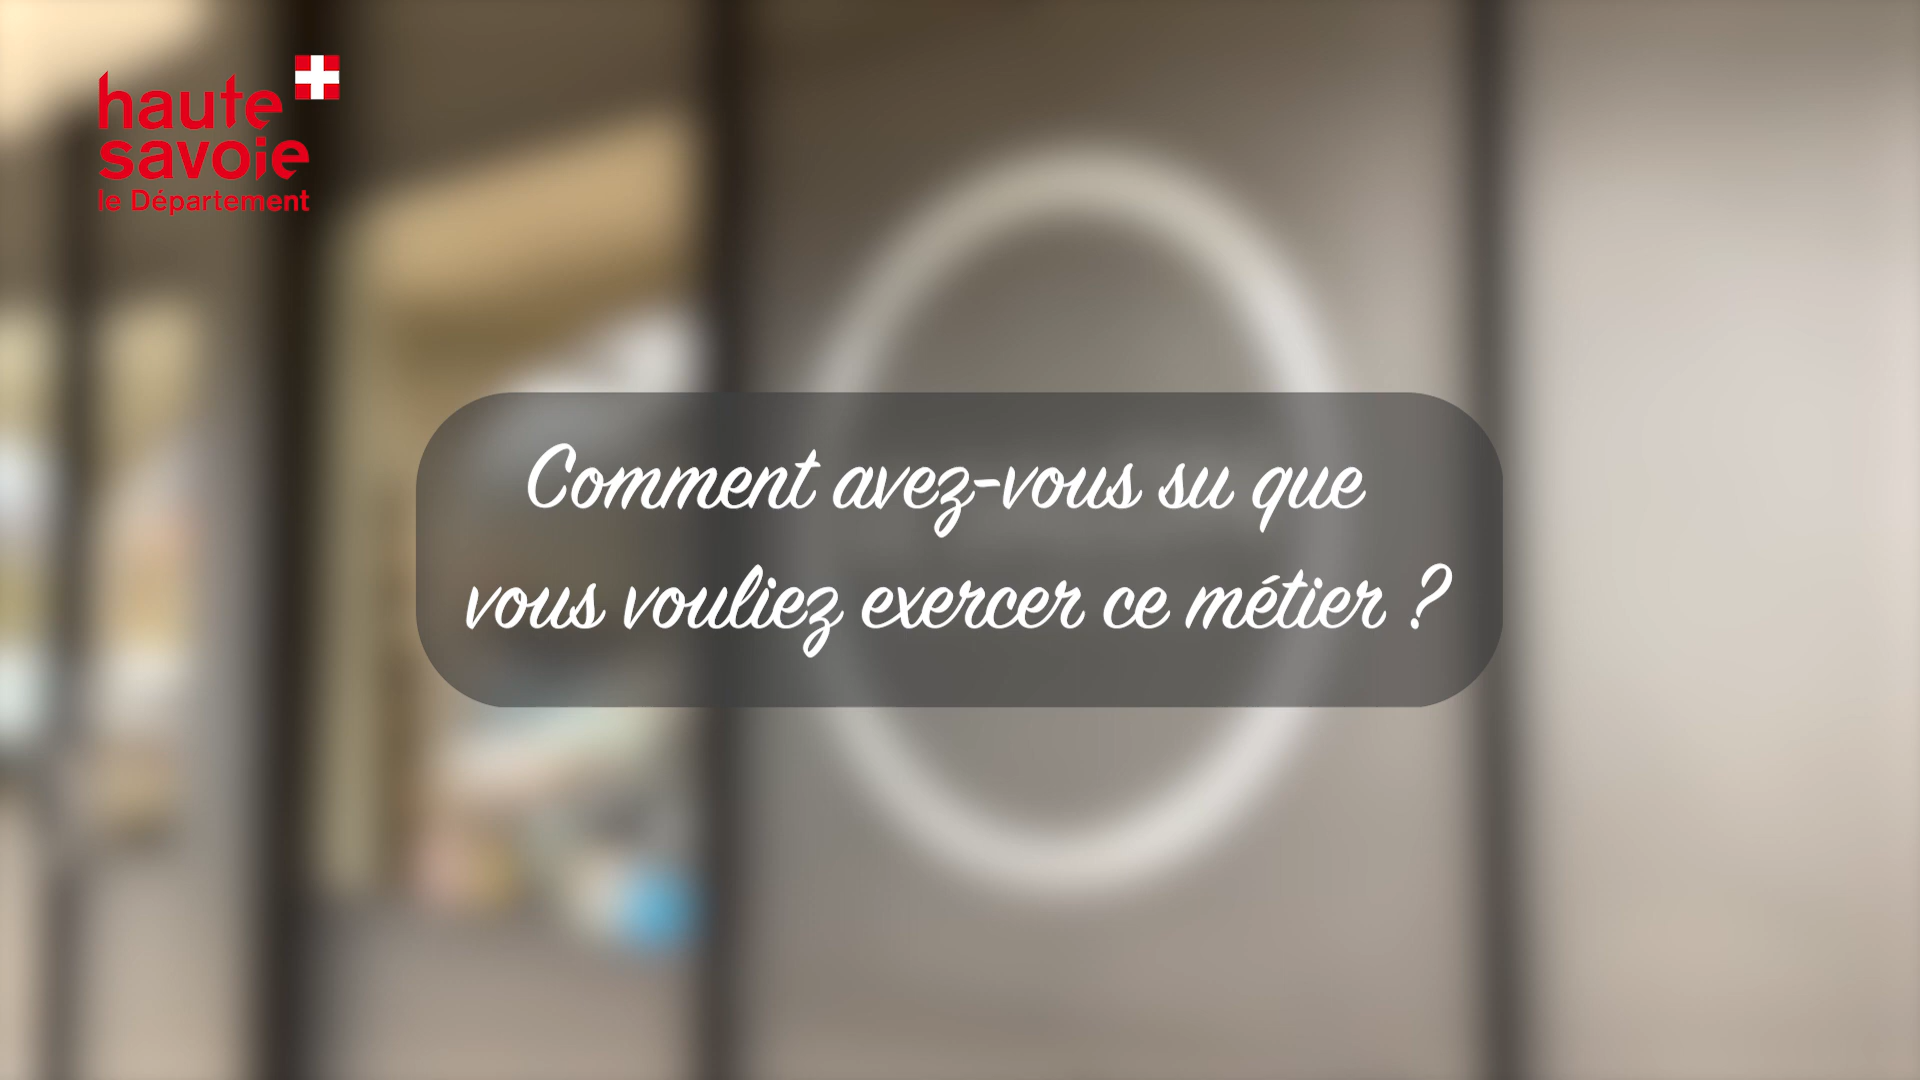 haute
savoie
le Département
Comment avez-vous su que
vous vouliez exercer ce métier ?